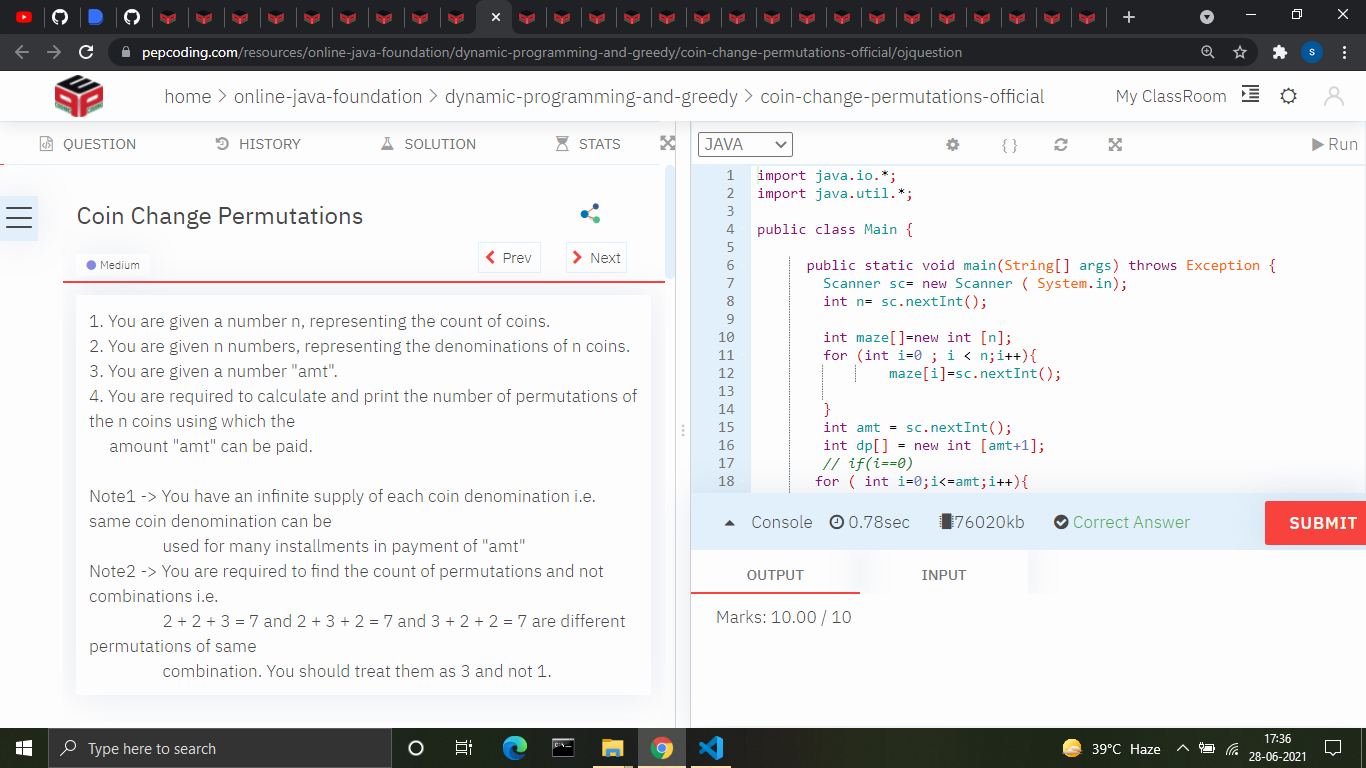 pepcoding.com/resources/online-java-foundation/dynamic-programming-and-greedy/coin-change-permutations-official/ojquestion
S
home > online-java-foundation > dynamic-programming-and-greedy > coin-change-permutations-official
My ClassRoom
QUESTION
HISTORY
SOLUTION
STATS
JAVA
{ }
Run
Coin Change Permutations
Medium
Prev
Next
1. You are given a number n, representing the count of coins.
2. You are given n numbers, representing the denominations of n coins.
3. You are given a number "amt".
4. You are required to calculate and print the number of permutations of
the n coins using which the
amount "amt" can be paid.
Note1 -> You have an infinite supply of each coin denomination i.e.
same coin denomination can be
used for many installments in payment of "amt"
Note2 -> You are required to find the count of permutations and not
combinations i.e.
2 + 2 + 3 = 7 and 2 + 3 + 2 = 7 and 3 + 2 + 2 = 7 are different
permutations of same
combination. You should treat them as 3 and not 1.
1 import java.io.*;
2 import java.util.*;
3
4 public class Main {
5
6 public static void main(String[] args) throws Exception {
7 Scanner sc= new Scanner ( System.in);
8 int n= sc.nextInt();
9
10 int maze[]=new int [n];
11 for (int i=0 ; i < n;i++){
12 maze[i]=sc.nextInt();
13
14 }
15 int amt = sc.nextInt();
16 int dp[] = new int [amt+1];
17 // if(i==0)
18 for ( int i=0;i<=amt;i++){
Console
0.78sec
76020kb
Correct Answer
SUBMIT
OUTPUT
INPUT
Marks: 10.00 / 10
Type here to search
39°C Haze
17:36
28-06-2021